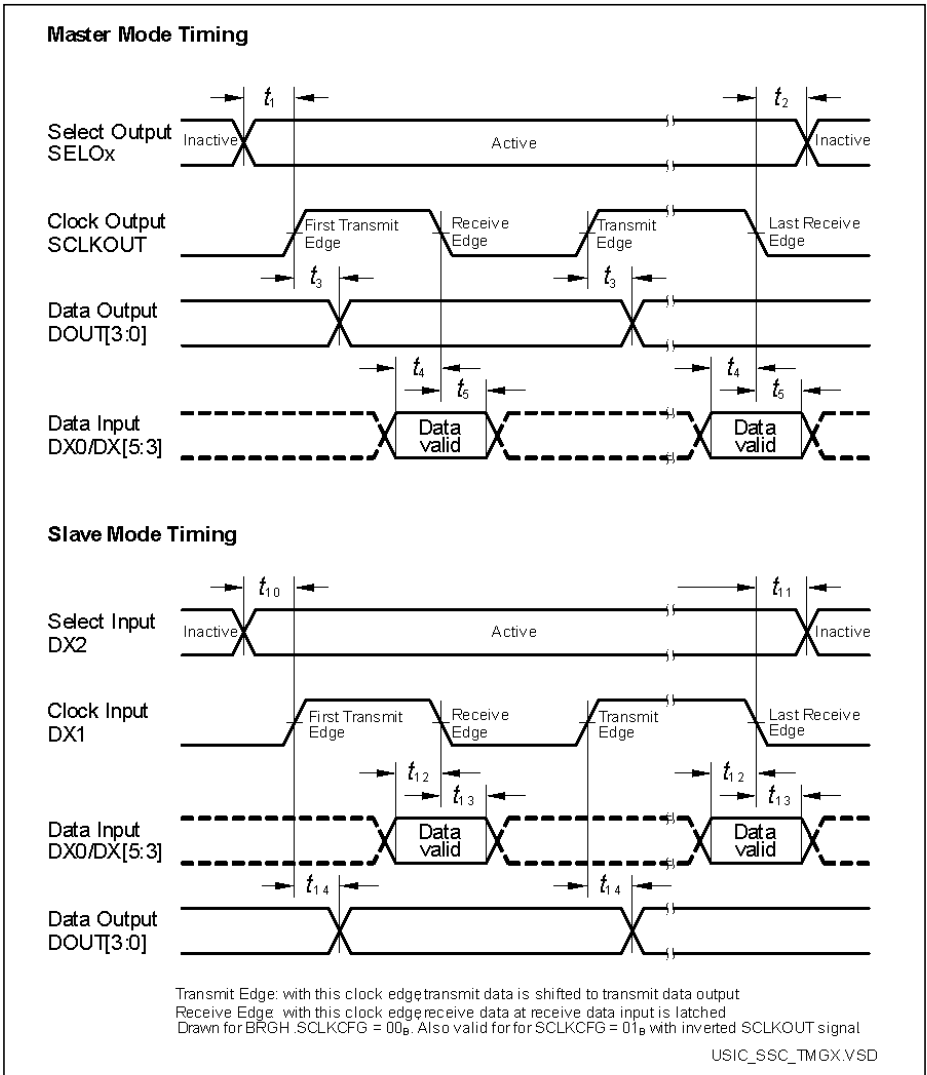 Master Mode Timing
t1
t2
Select Output
SELOx
Inactive
Active
Inactive
Clock Output
SCLKOUT
First Transmit
Edge
Receive
Edge
Transmit
Edge
Last Receive
Edge
t3
t3
Data Output
DOUT[3:0]
t4
t5
t4
t5
Data Input
DX0/DX[5:3]
Data
valid
Data
valid
Slave Mode Timing
t10
t11
Select Input
DX2
Inactive
Active
Inactive
Clock Input
DX1
First Transmit
Edge
Receive
Edge
Transmit
Edge
Last Receive
Edge
t12
t13
t12
t13
Data Input
DX0/DX[5:3]
Data
valid
Data
valid
t14
t14
Data Output
DOUT[3:0]
Transmit Edge: with this clock edge, transmit data is shifted to transmit data output
Receive Edge: with this clock edge, receive data at receive data input is latched
Drawn for BRGH .SCLKCFG = 00B. Also valid for for SCLKCFG = 01B with inverted SCLKOUT signal.
USIC_SSC_TMGX.VSD